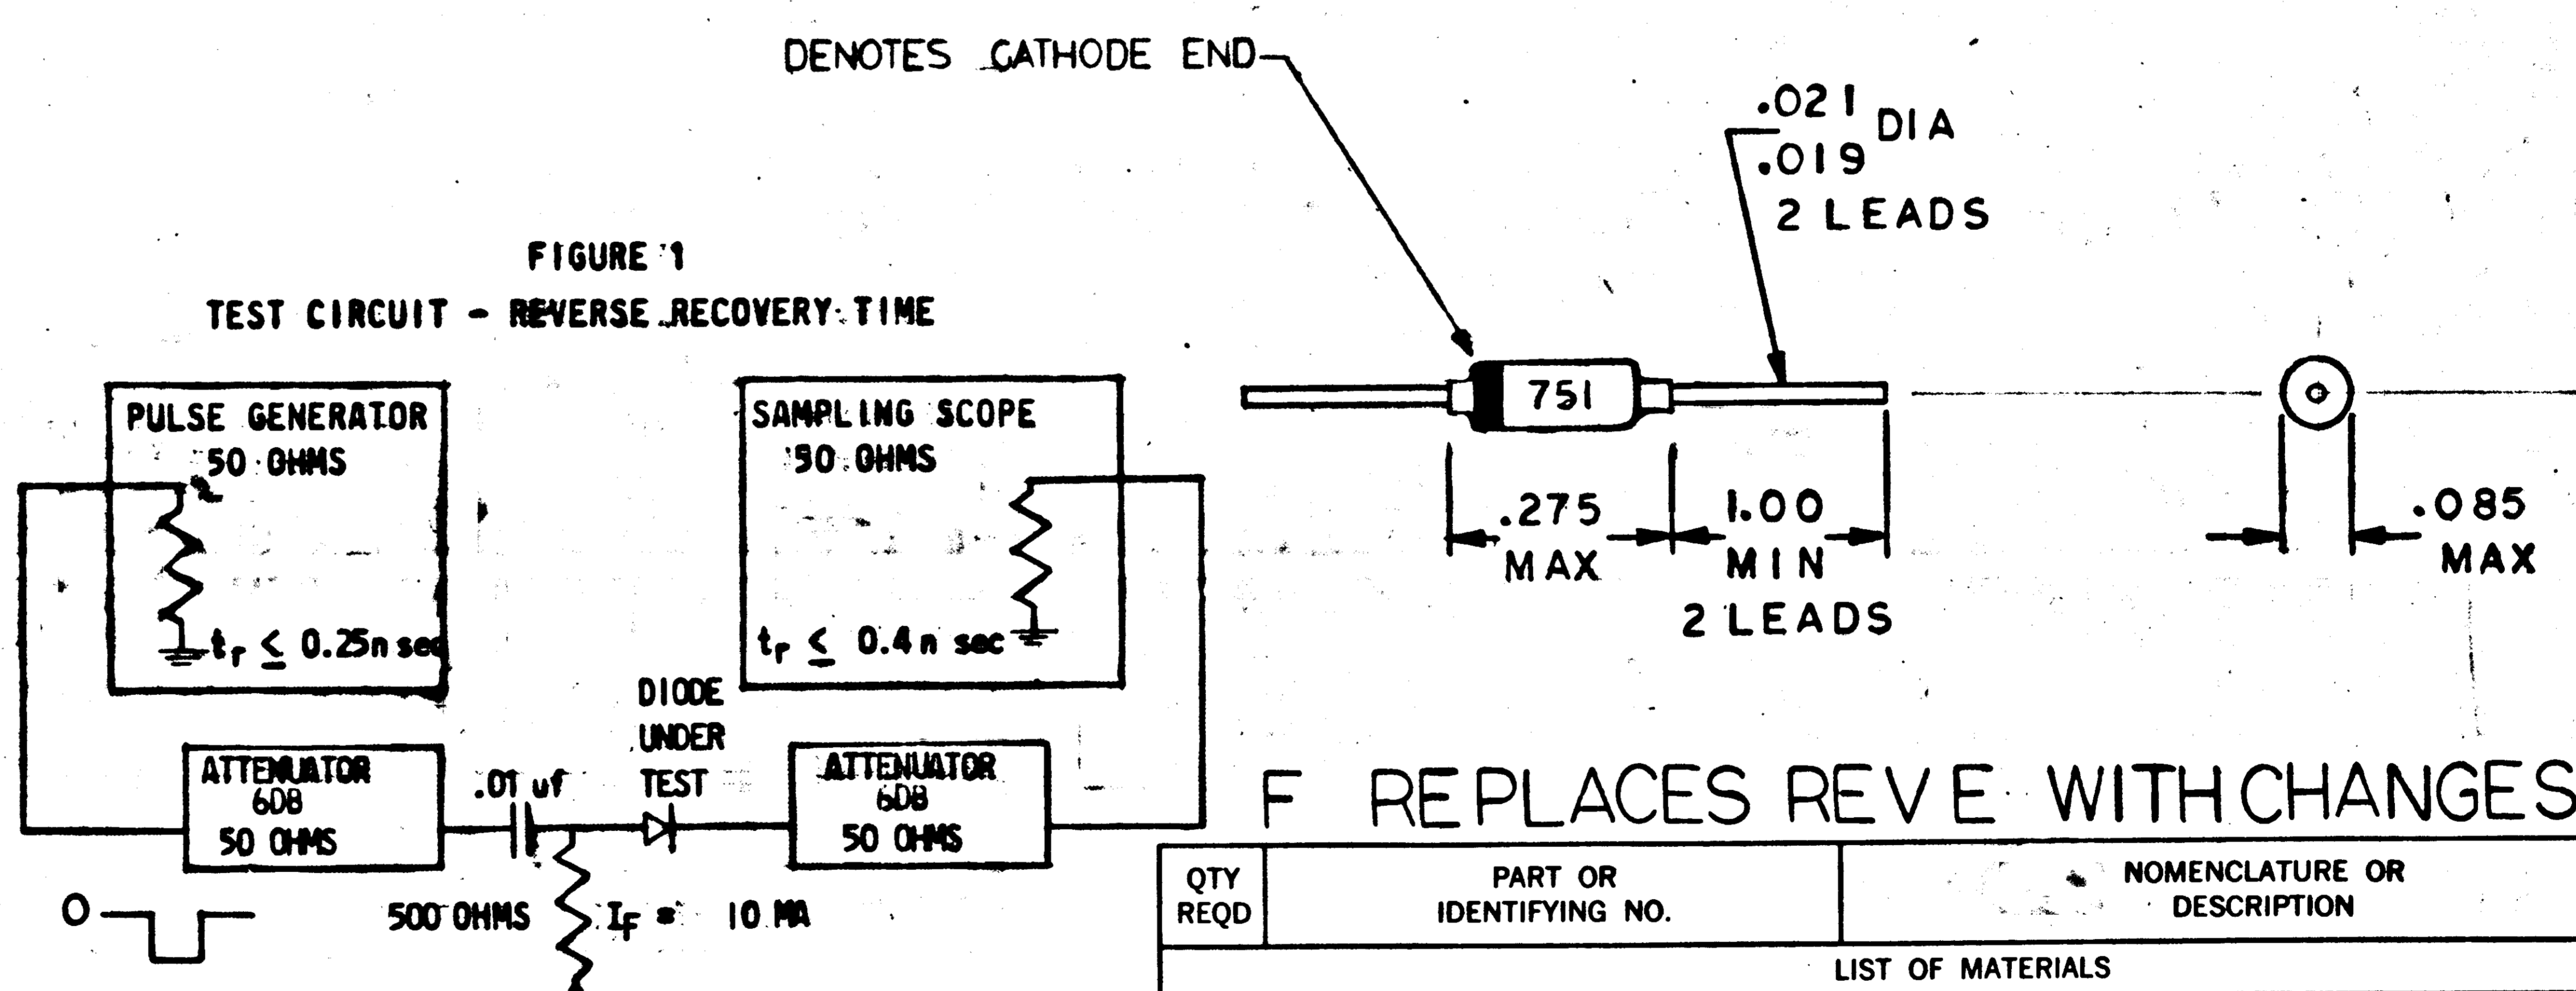 DENOTES CATHODE END
.021
.019
DIA
2 LEADS
FIGURE 1
TEST CIRCUIT - REVERSE RECOVERY TIME
PULSE GENERATOR
50 OHMS
tr ≤ 0.25n sec
SAMPLING SCOPE
50 OHMS
tr ≤ 0.4n sec
751
.275
MAX
1.00
MIN
2 LEADS
.085
MAX
ATTENUATOR
6DB
50 OHMS
.01 uf
DIODE
UNDER
TEST
ATTENUATOR
6DB
50 OHMS
0
500 OHMS
IF = 10 MA
F REPLACES REV E WITH CHANGES
QTY
REQD
PART OR
IDENTIFYING NO.
NOMENCLATURE OR
DESCRIPTION
LIST OF MATERIALS